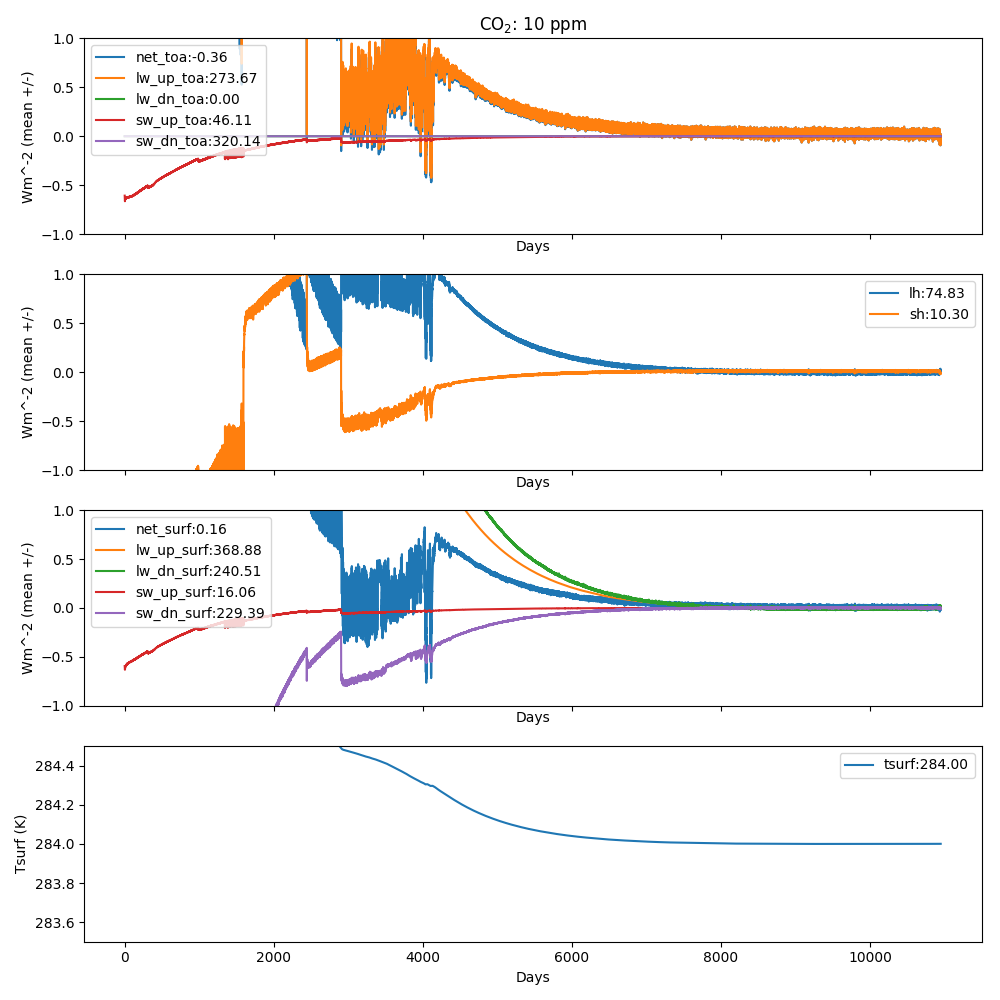 CO₂: 10 ppm
Wm^-2 (mean +/-)
1.0
0.5
0.0
−0.5
−1.0
net_toa:-0.36
lw_up_toa:273.67
lw_dn_toa:0.00
sw_up_toa:46.11
sw_dn_toa:320.14
Days
Wm^-2 (mean +/-)
1.0
0.5
0.0
−0.5
−1.0
lh:74.83
sh:10.30
Days
Wm^-2 (mean +/-)
1.0
0.5
0.0
−0.5
−1.0
net_surf:0.16
lw_up_surf:368.88
lw_dn_surf:240.51
sw_up_surf:16.06
sw_dn_surf:229.39
Days
Tsurf (K)
284.4
284.2
284.0
283.8
283.6
tsurf:284.00
0 2000 4000 6000 8000 10000
Days